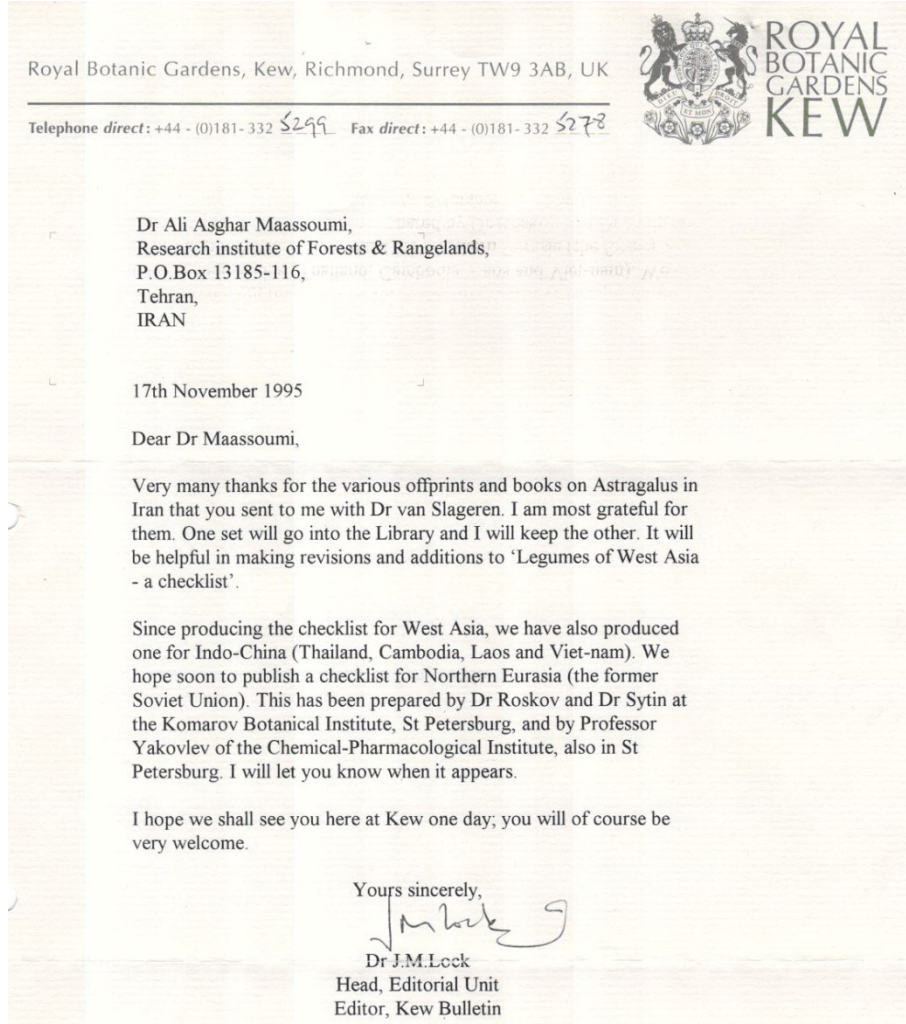 Royal Botanic Gardens, Kew, Richmond, Surrey TW9 3AB, UK
ROYAL
BOTANIC
GARDENS
KEW
Telephone direct: +44 - (0)181- 332 5299 Fax direct: +44 - (0)181- 332 5278
Dr Ali Asghar Maassoumi,
Research institute of Forests & Rangelands,
P.O.Box 13185-116,
Tehran,
IRAN
17th November 1995
Dear Dr Maassoumi,
Very many thanks for the various offprints and books on Astragalus in
Iran that you sent to me with Dr van Slageren. I am most grateful for
them. One set will go into the Library and I will keep the other. It will
be helpful in making revisions and additions to ‘Legumes of West Asia
- a checklist’.
Since producing the checklist for West Asia, we have also produced
one for Indo-China (Thailand, Cambodia, Laos and Viet-nam). We
hope soon to publish a checklist for Northern Eurasia (the former
Soviet Union). This has been prepared by Dr Roskov and Dr Sytin at
the Komarov Botanical Institute, St Petersburg, and by Professor
Yakovlev of the Chemical-Pharmacological Institute, also in St
Petersburg. I will let you know when it appears.
I hope we shall see you here at Kew one day; you will of course be
very welcome.
Yours sincerely,
Dr J.M.Lock
Head, Editorial Unit
Editor, Kew Bulletin